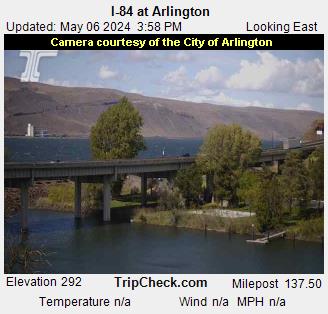 I-84 at Arlington
Updated: May 06 2024 3:58 PM Looking East
Camera courtesy of the City of Arlington
Elevation 292 TripCheck.com Milepost 137.50
Temperature n/a Wind n/a MPH n/a